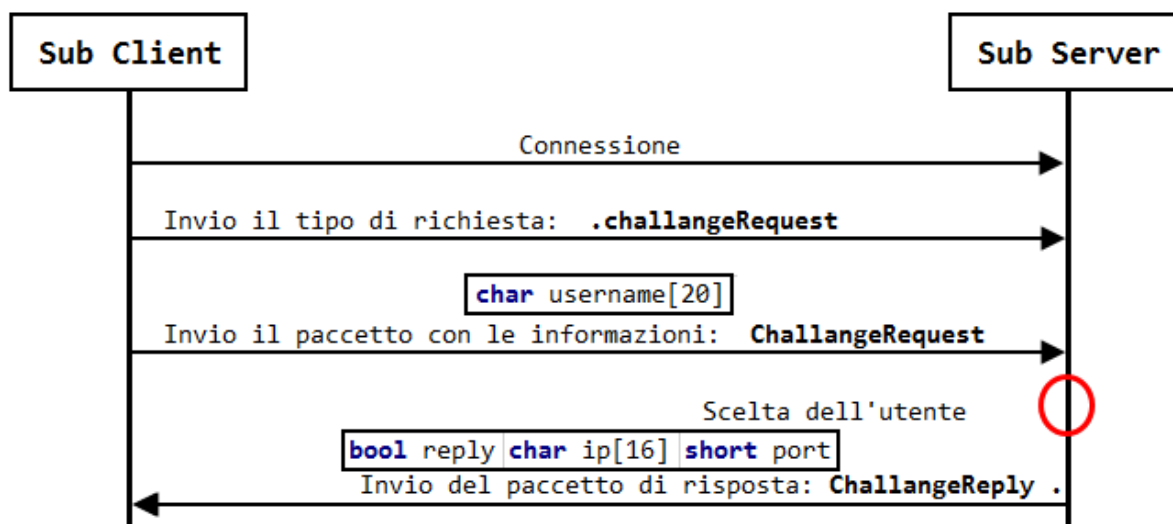 Sub Client
Sub Server
Connessione
Invio il tipo di richiesta: .challangeRequest
char username[20]
Invio il paccetto con le informazioni: ChallangeRequest
Scelta dell'utente
bool reply char ip[16] short port
Invio del paccetto di risposta: ChallangeReply .